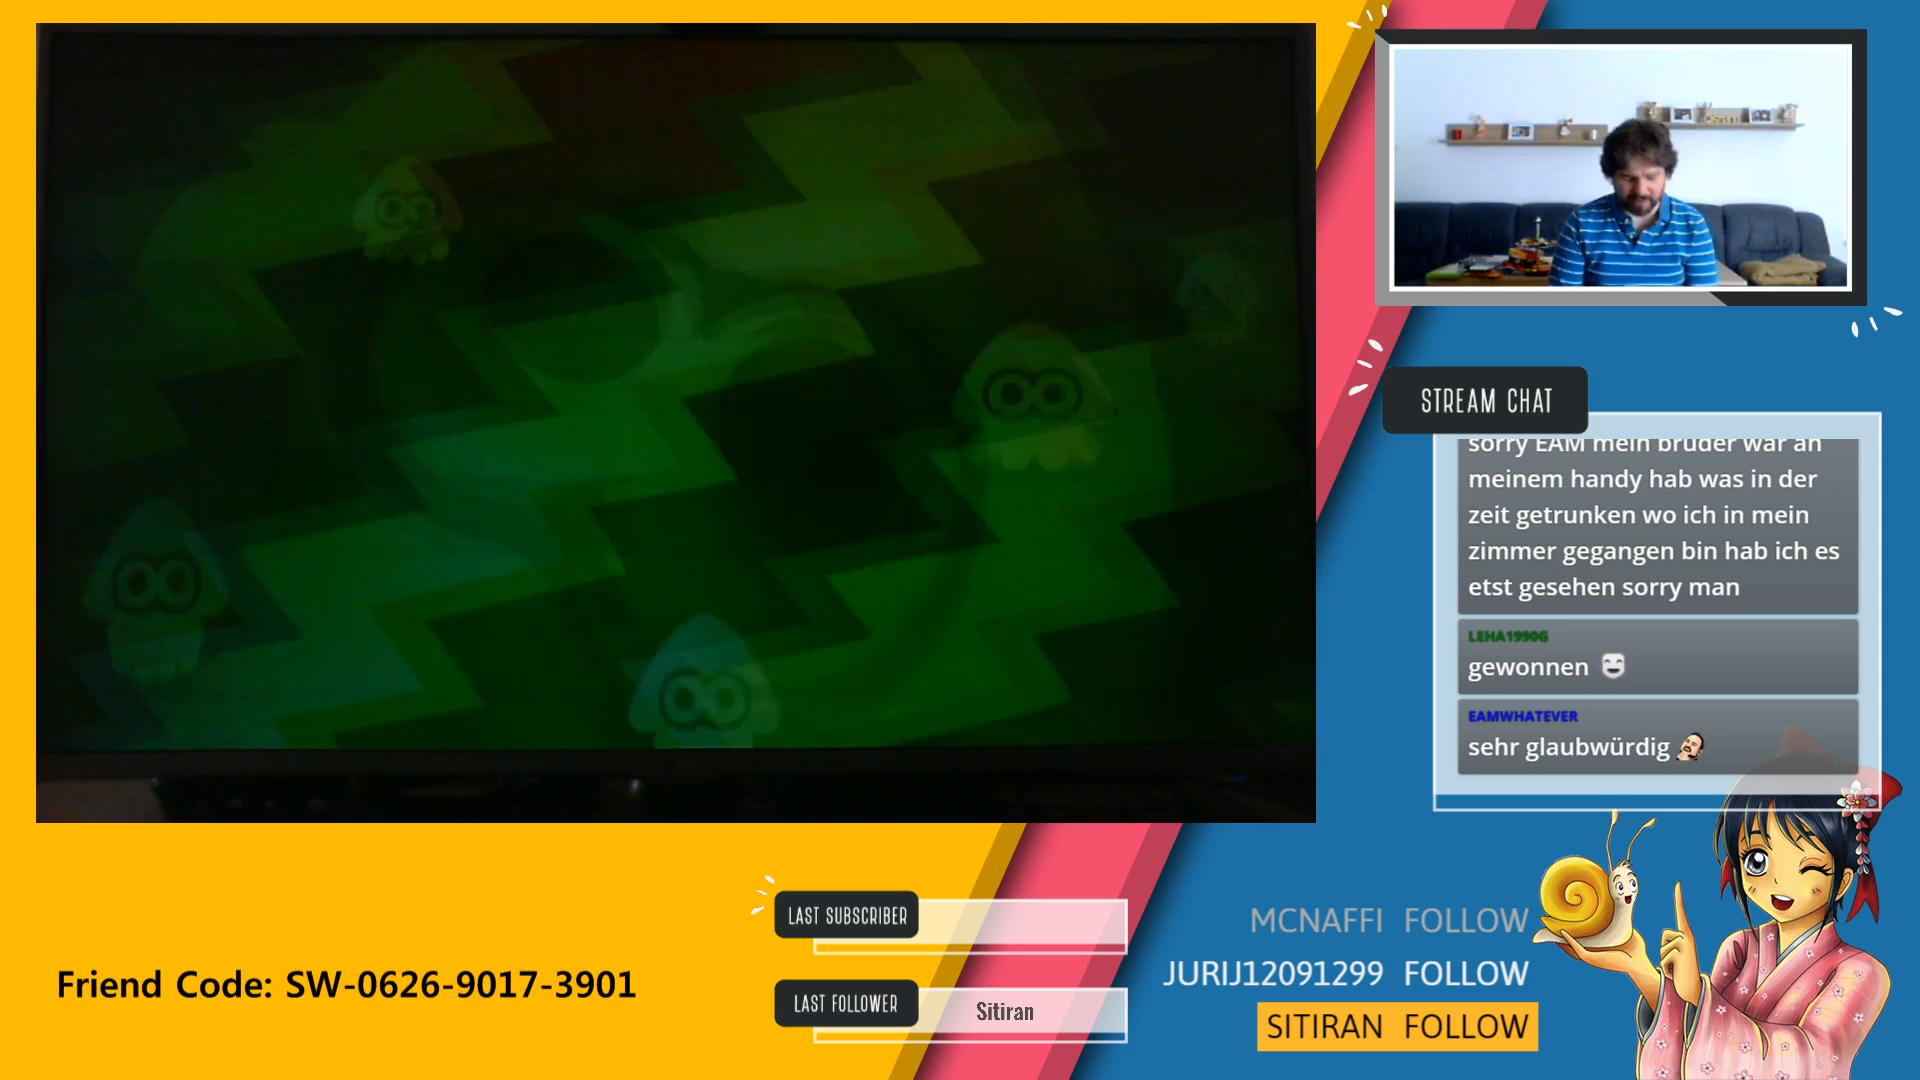 STREAM CHAT
sorry EAM mein bruder war an
meinem handy hab was in der
zeit getrunken wo ich in mein
zimmer gegangen bin hab ich es
etst gesehen sorry man
LEHA1990G
gewonnen
EAMWHATEVER
sehr glaubwürdig
LAST SUBSCRIBER
LAST FOLLOWER
Sitiran
Friend Code: SW-0626-9017-3901
MCNAFFI FOLLOW
JURIJ12091299 FOLLOW
SITIRAN FOLLOW